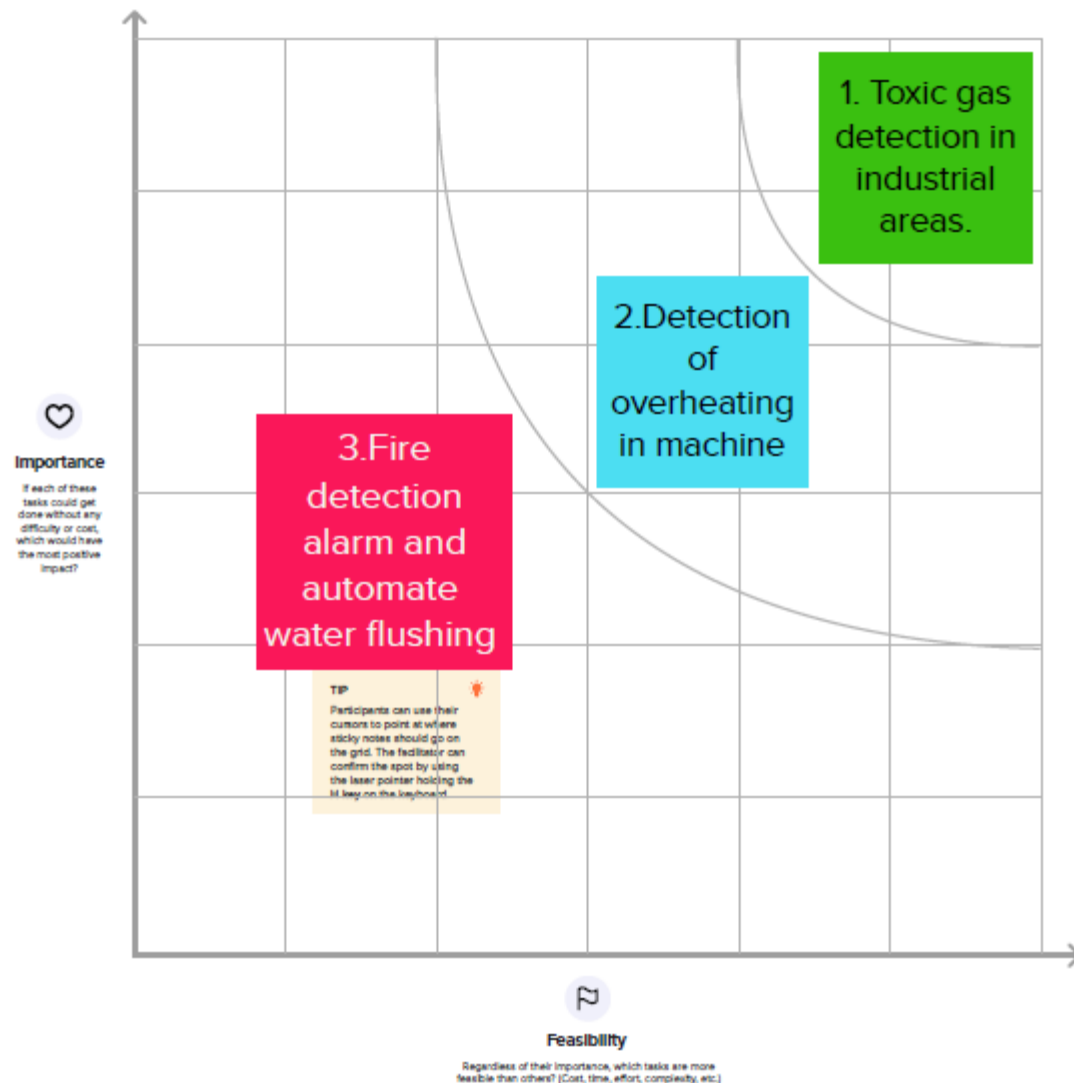 1. Toxic gas
detection in
industrial
areas.
2.Detection
of
overheating
in machine
3.Fire
detection
alarm and
automate
water flushing
Importance
If each of these
tasks could get
done without any
difficulty or cost,
which would have
the most positive
impact?
TIP
Participants can use their
cursors to point at where
sticky notes should go on
the grid. The facilitator can
confirm the spot by using
the laser pointer holding the
H key on the keyboard.
Feasibility
Regardless of their importance, which tasks are more
feasible than others? (Cost, time, effort, complexity, etc.)